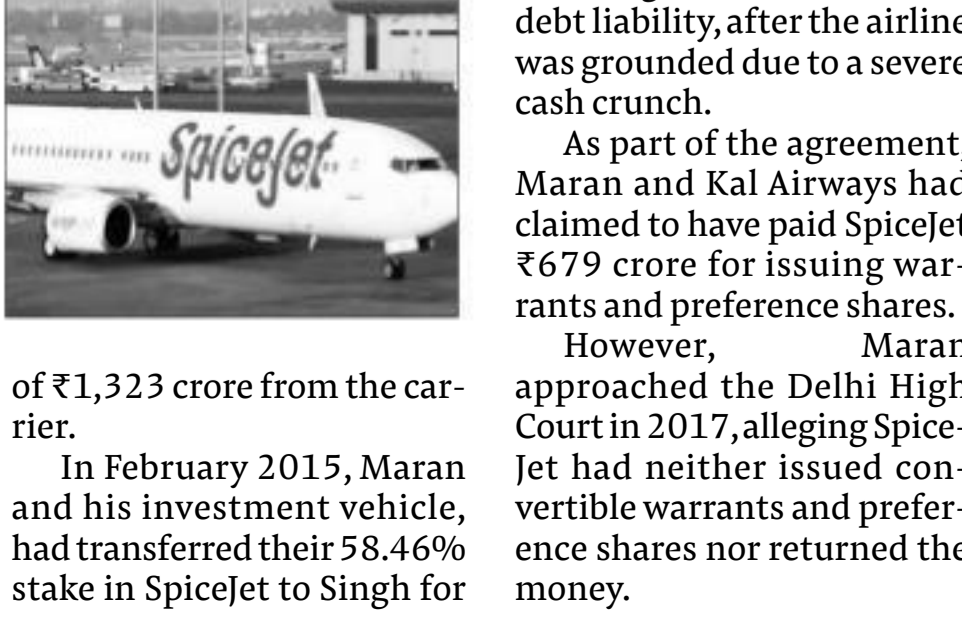 SpiceJet
of ₹1,323 crore from the car-
rier.
In February 2015, Maran
and his investment vehicle,
had transferred their 58.46%
stake in SpiceJet to Singh for
debt liability, after the airline
was grounded due to a severe
cash crunch.
As part of the agreement,
Maran and Kal Airways had
claimed to have paid SpiceJet
₹679 crore for issuing war-
rants and preference shares.
However, Maran
approached the Delhi High
Court in 2017, alleging Spice-
Jet had neither issued con-
vertible warrants and prefer-
ence shares nor returned the
money.